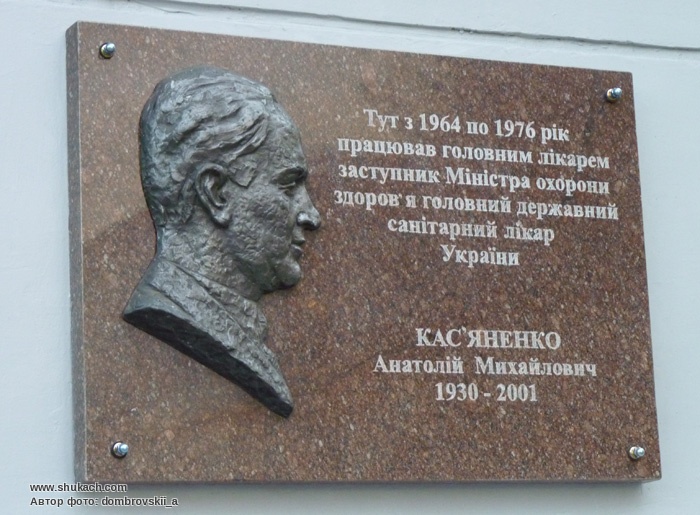 Тут з 1964 по 1976 рік
працював головним лікарем
заступник Міністра охорони
здоров'я головний державний
санітарний лікар
України
КАС'ЯНЕНКО
Анатолій Михайлович
1930 - 2001
www.shukach.com
Автор фото: dombrovskii_a